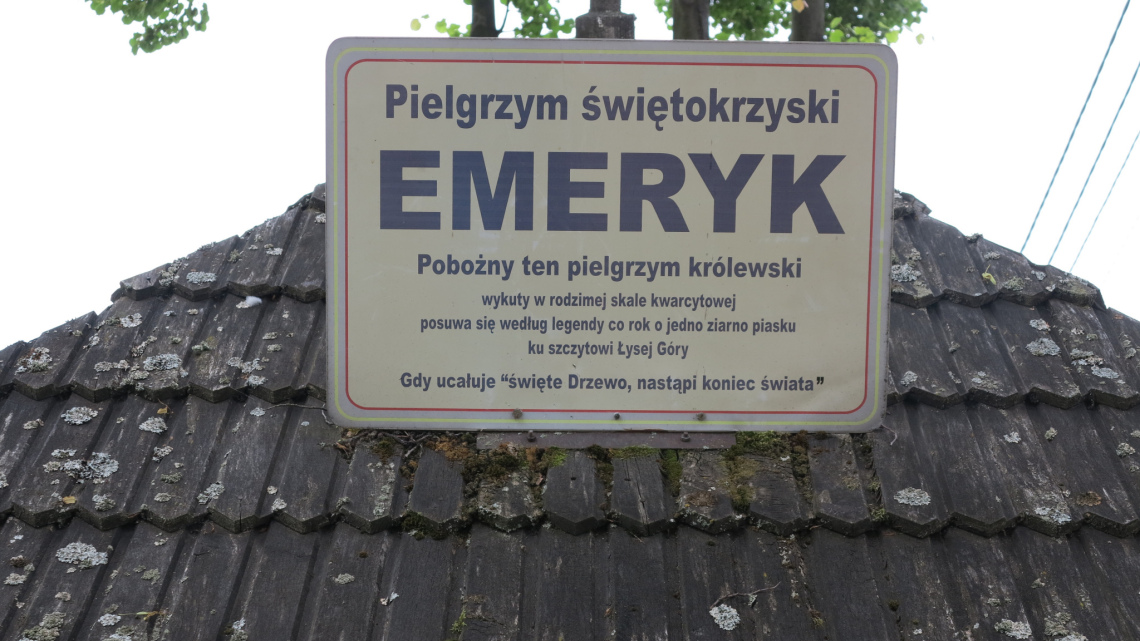 Pielgrzym świętokrzyski
EMERYK
Pobożny ten pielgrzym królewski
wykuty w rodzimej skale kwarcytowej
posuwa się według legendy co rok o jedno ziarno piasku
ku szczytowi Łysej Góry
Gdy ucałuje “święte Drzewo, nastąpi koniec świata”